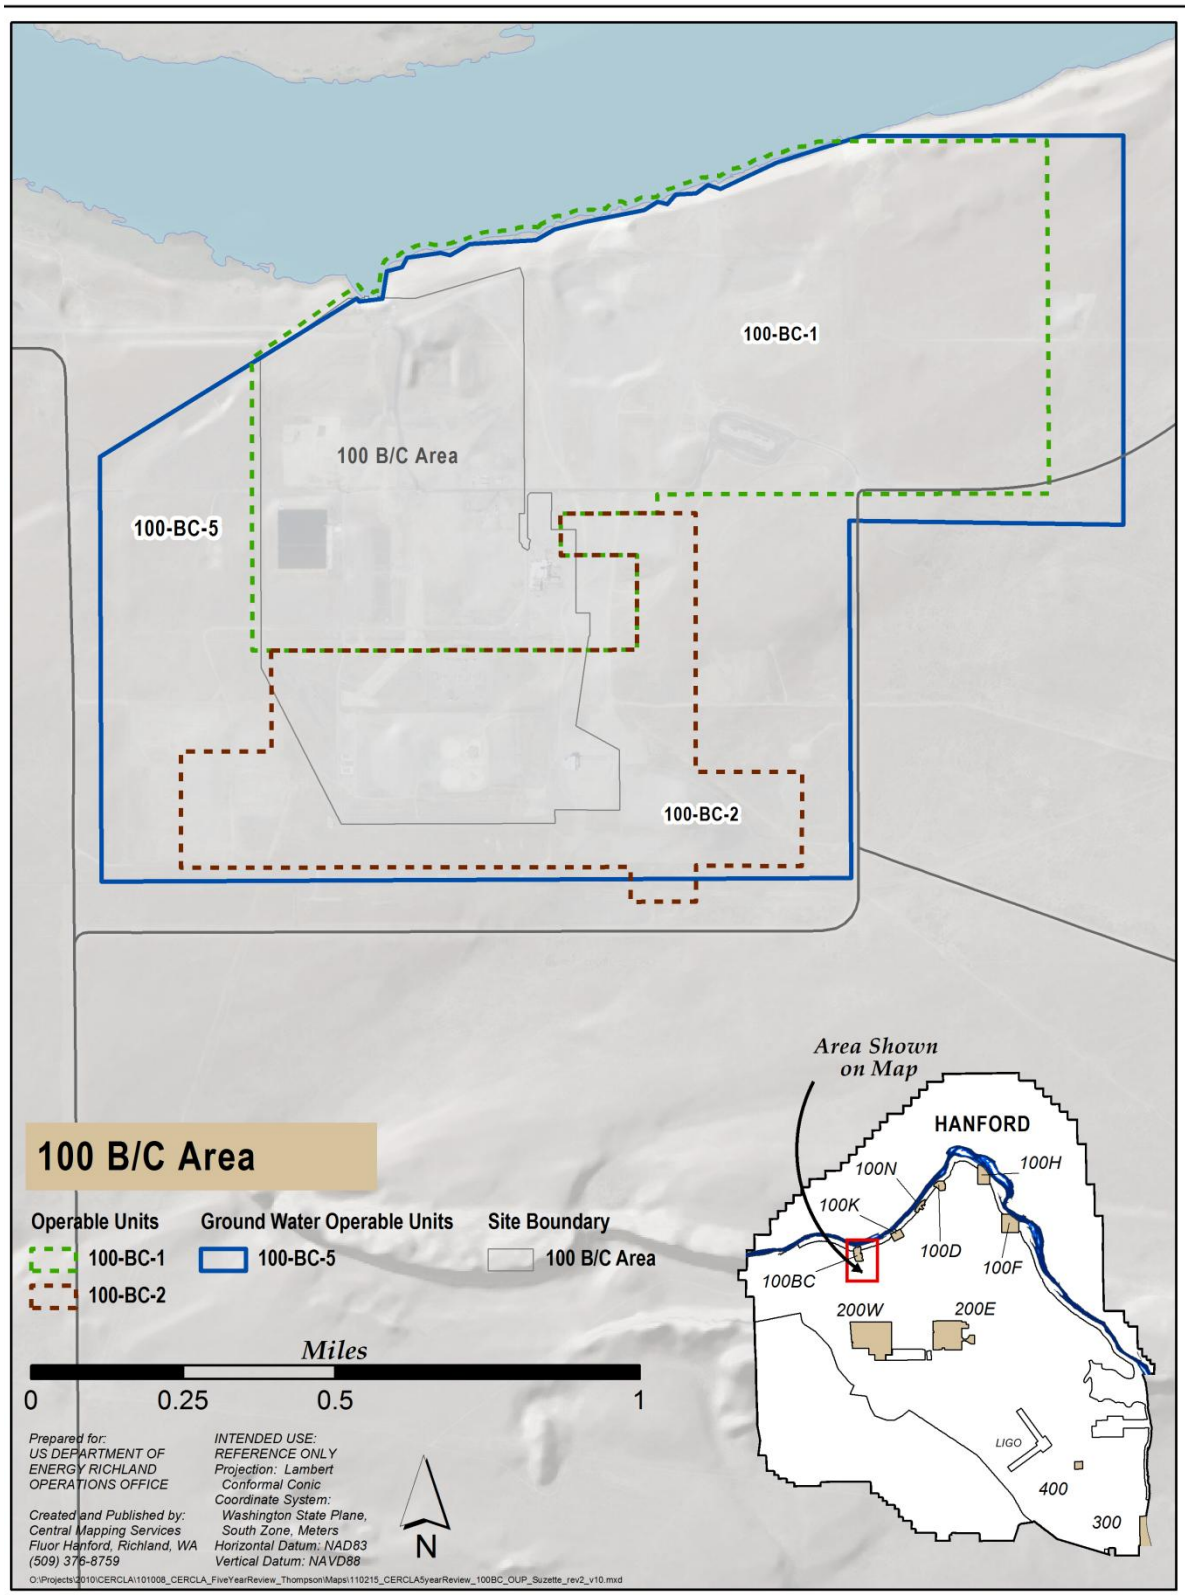 100-BC-1
100 B/C Area
100-BC-5
100-BC-2
Area Shown
on Map
HANFORD
100N
100H
100K
100D
100F
100BC
200W
200E
LIGO
400
300
100 B/C Area
Operable Units
100-BC-1
100-BC-2
Ground Water Operable Units
100-BC-5
Site Boundary
100 B/C Area
Miles
0 0.25 0.5 1
Prepared for:
US DEPARTMENT OF
ENERGY RICHLAND
OPERATIONS OFFICE
Created and Published by:
Central Mapping Services
Fluor Hanford, Richland, WA
(509) 376-8759
INTENDED USE:
REFERENCE ONLY
Projection: Lambert
Conformal Conic
Coordinate System:
Washington State Plane,
South Zone, Meters
Horizontal Datum: NAD83
Vertical Datum: NAVD88
N
O:\Projects\2010\CERCLA\101008_CERCLA_FiveYearReview_Thompson\Maps\110215_CERCLA5yearReview_100BC_OUP_Suzette_rev2_v10.mxd